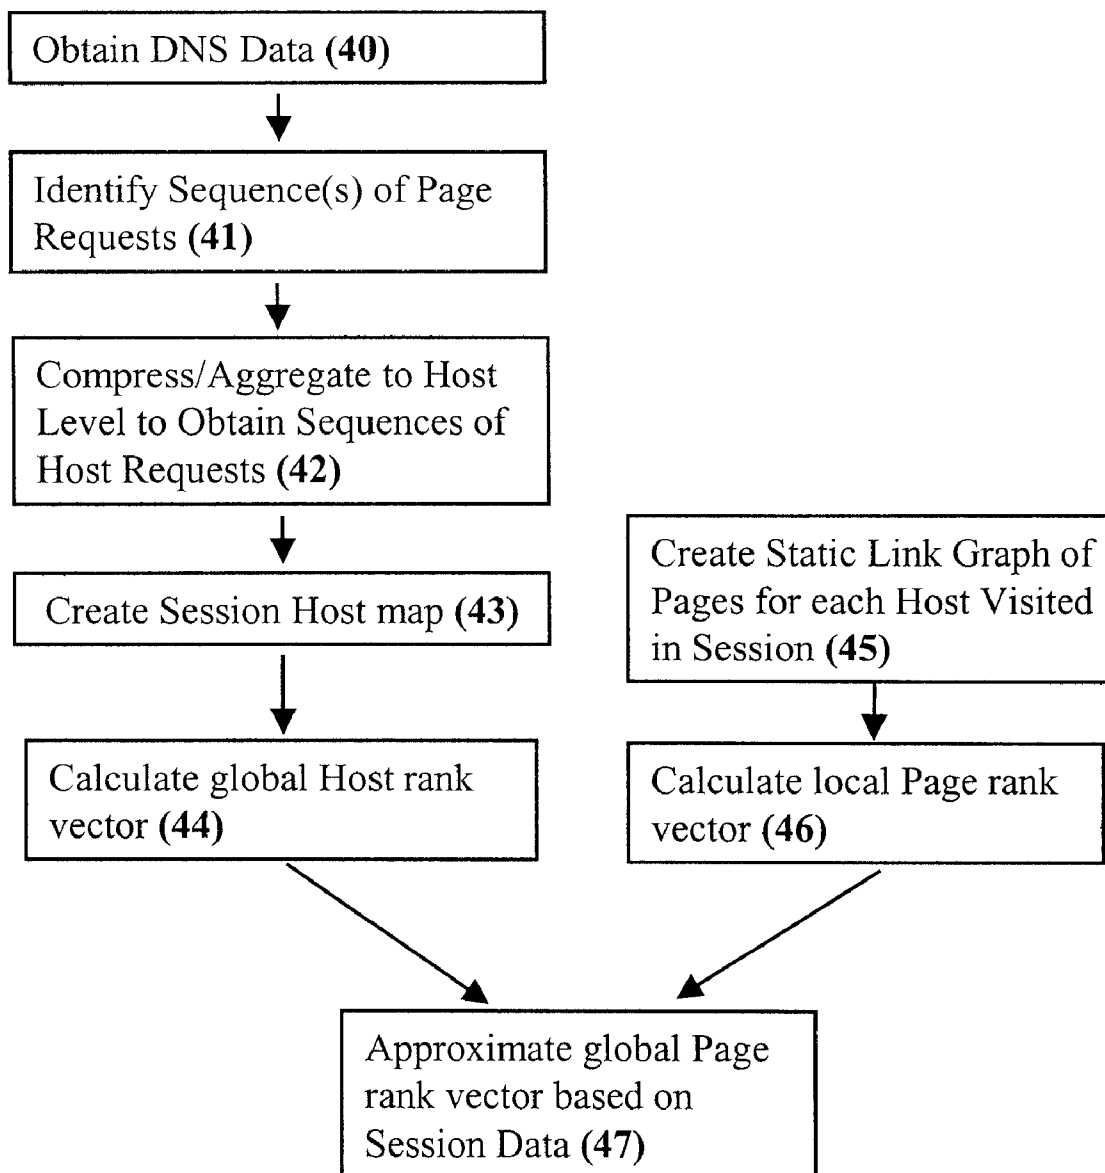 Obtain DNS Data (40)
Identify Sequence(s) of Page
Requests (41)
Compress/Aggregate to Host
Level to Obtain Sequences of
Host Requests (42)
Create Session Host map (43)
Calculate global Host rank
vector (44)
Create Static Link Graph of
Pages for each Host Visited
in Session (45)
Calculate local Page rank
vector (46)
Approximate global Page
rank vector based on
Session Data (47)